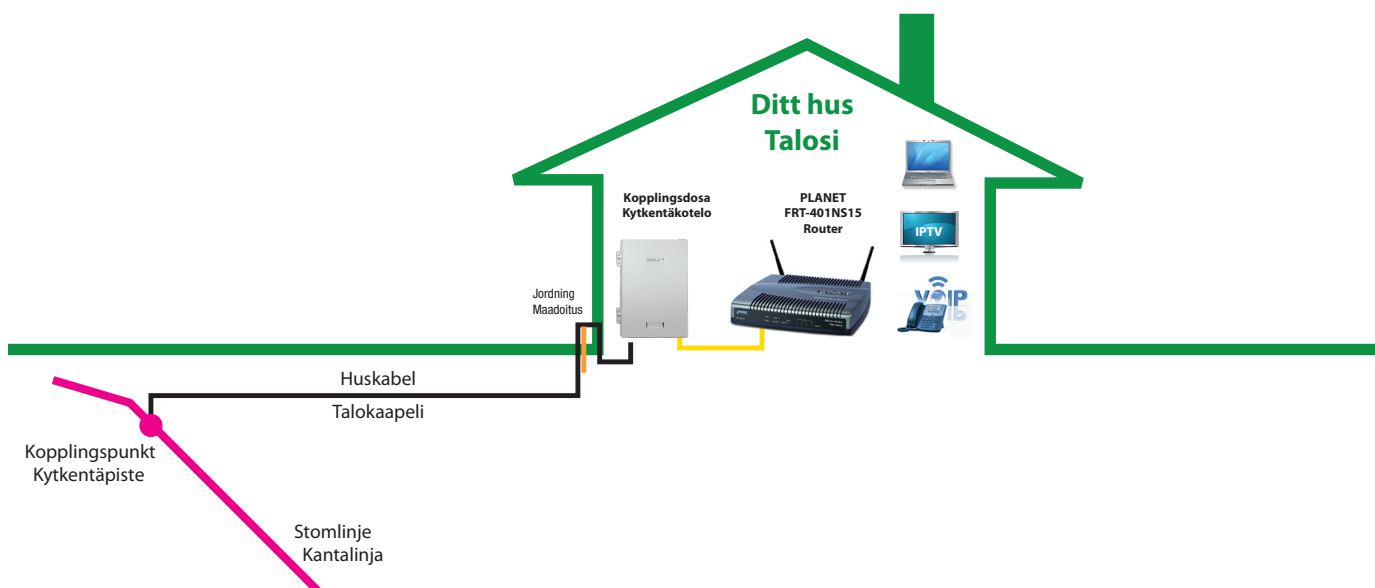 Ditt hus
Talosi
Kopplingsdosa
Kytkentäkotelo
PLANET
FRT-401NS15
Router
IPTV
VOIP
Jordning
Maadoitus
Huskabel
Talokaapeli
Kopplingspunkt
Kytkentäpiste
Stomlinje
Kantalinja